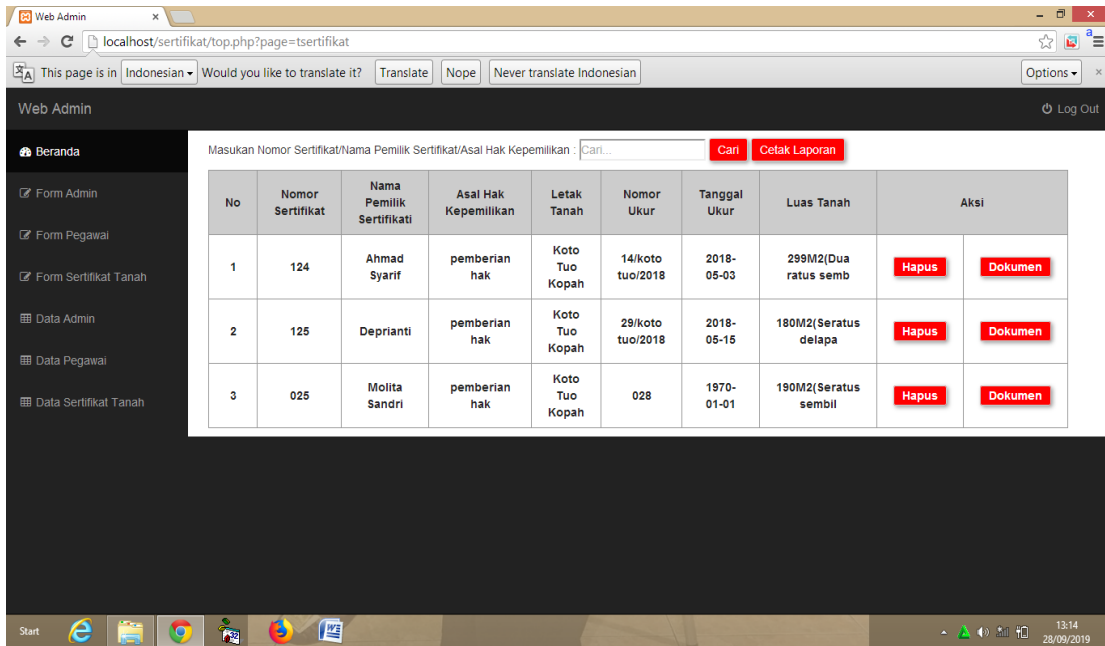 Web Admin
localhost/sertifikat/top.php?page=tsertifikat
This page is in Indonesian Would you like to translate it? Translate Nope Never translate Indonesian Options
Web Admin Log Out
Beranda
Form Admin
Form Pegawai
Form Sertifikat Tanah
Data Admin
Data Pegawai
Data Sertifikat Tanah
Masukan Nomor Sertifikat/Nama Pemilik Sertifikat/Asal Hak Kepemilikan : Cari... Cari Cetak Laporan
No
Nomor
Sertifikat
Nama
Pemilik
Sertifikati
Asal Hak
Kepemilikan
Letak
Tanah
Nomor
Ukur
Tanggal
Ukur
Luas Tanah
Aksi
1
124
Ahmad
Syarif
pemberian
hak
Koto
Tuo
Kopah
14/koto
tuo/2018
2018-
05-03
299M2(Dua
ratus semb
Hapus
Dokumen
2
125
Deprianti
pemberian
hak
Koto
Tuo
Kopah
29/koto
tuo/2018
2018-
05-15
180M2(Seratus
delapa
Hapus
Dokumen
3
025
Molita
Sandri
pemberian
hak
Koto
Tuo
Kopah
028
1970-
01-01
190M2(Seratus
sembil
Hapus
Dokumen
Start
13:14
28/09/2019